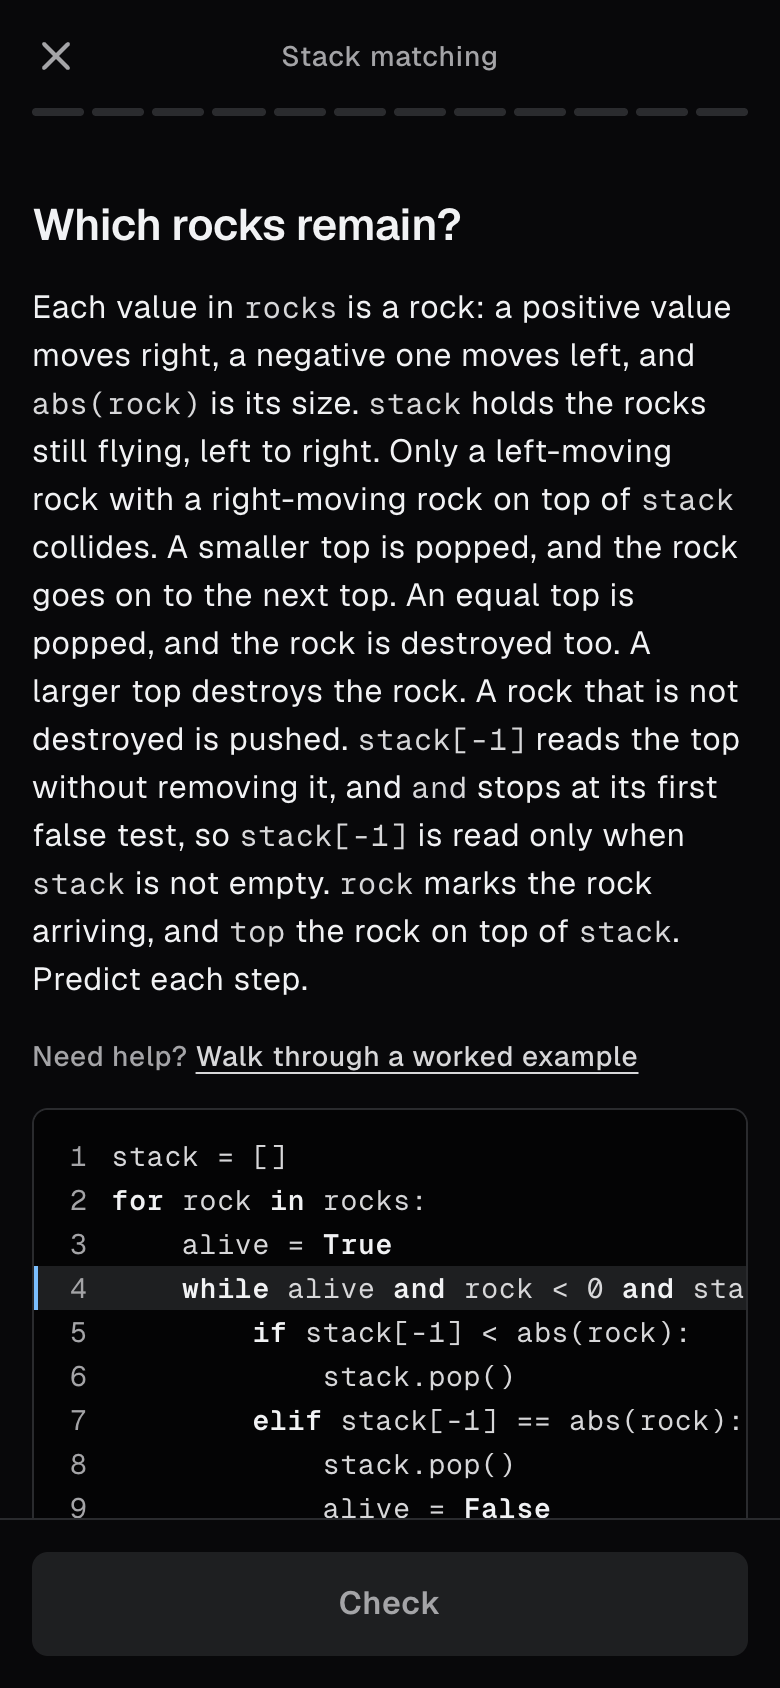 Stack matching
Which rocks remain?
Each value in rocks is a rock: a positive value
moves right, a negative one moves left, and
abs(rock) is its size. stack holds the rocks
still flying, left to right. Only a left-moving
rock with a right-moving rock on top of stack
collides. A smaller top is popped, and the rock
goes on to the next top. An equal top is
popped, and the rock is destroyed too. A
larger top destroys the rock. A rock that is not
destroyed is pushed. stack[-1] reads the top
without removing it, and and stops at its first
false test, so stack[-1] is read only when
stack is not empty. rock marks the rock
arriving, and top the rock on top of stack.
Predict each step.
Need help? Walk through a worked example
1 stack = []
2 for rock in rocks:
3     alive = True
4     while alive and rock < 0 and sta
5         if stack[-1] < abs(rock):
6             stack.pop()
7         elif stack[-1] == abs(rock):
8             stack.pop()
9             alive = False
Check